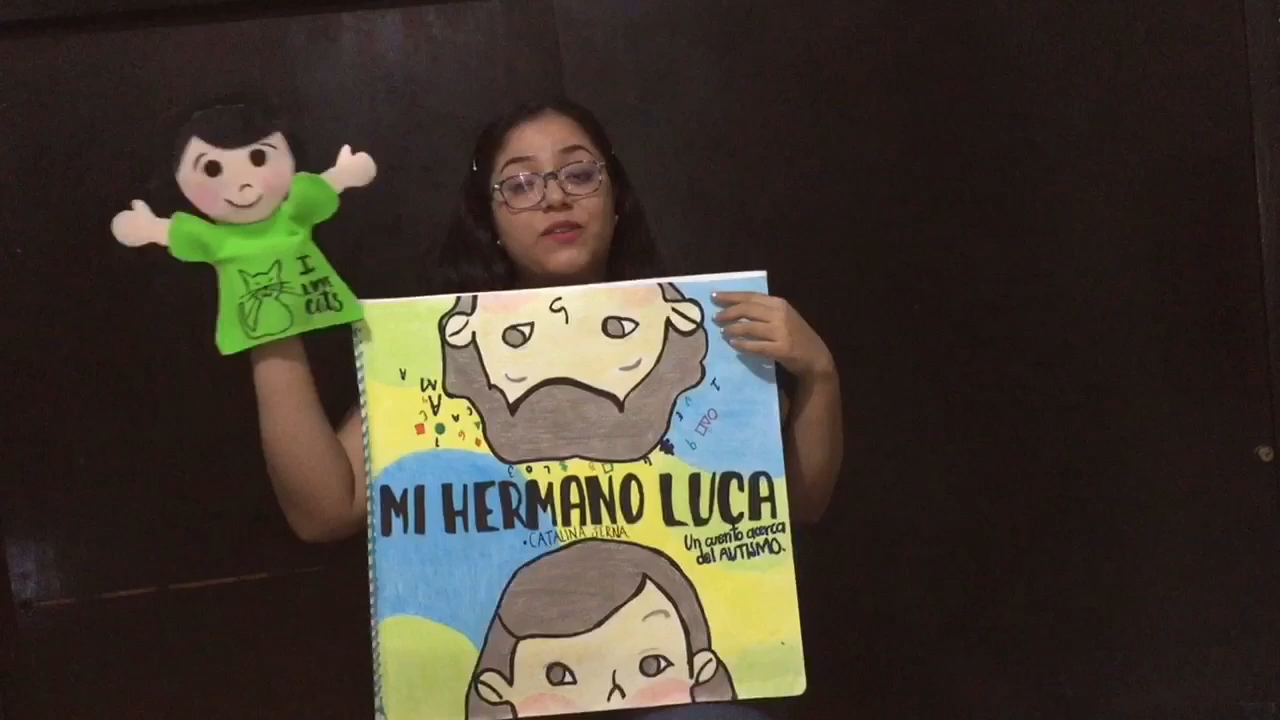 I
LOVE
CATS
MI HERMANO LUCA
•CATALINA SERNA
Un cuento acerca
del AUTISMO.